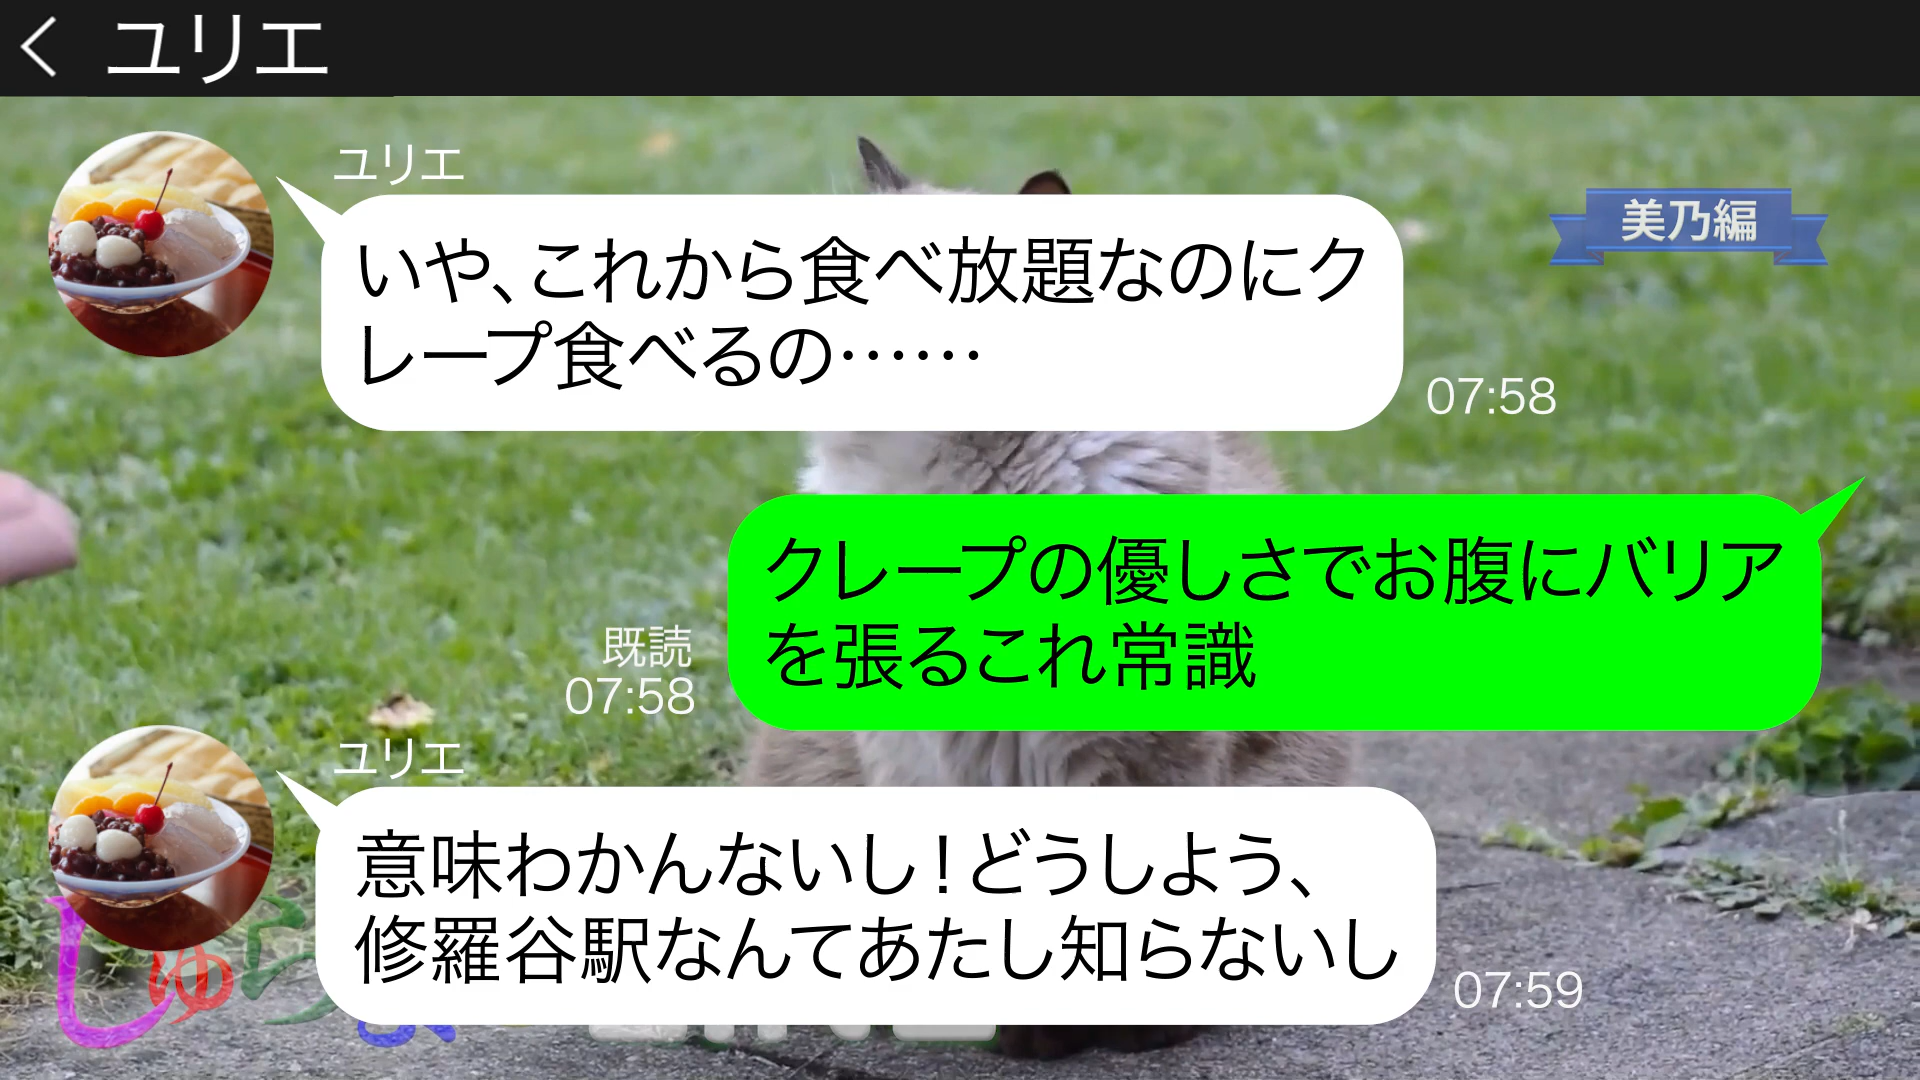 ユリエ
ユリエ
美乃編
いや、これから食べ放題なのにク
レープ食べるの……
07:58
クレープの優しさでお腹にバリア
を張るこれ常識
既読
07:58
ユリエ
意味わかんないし！どうしよう、
修羅谷駅なんてあたし知らないし
07:59
しゅら